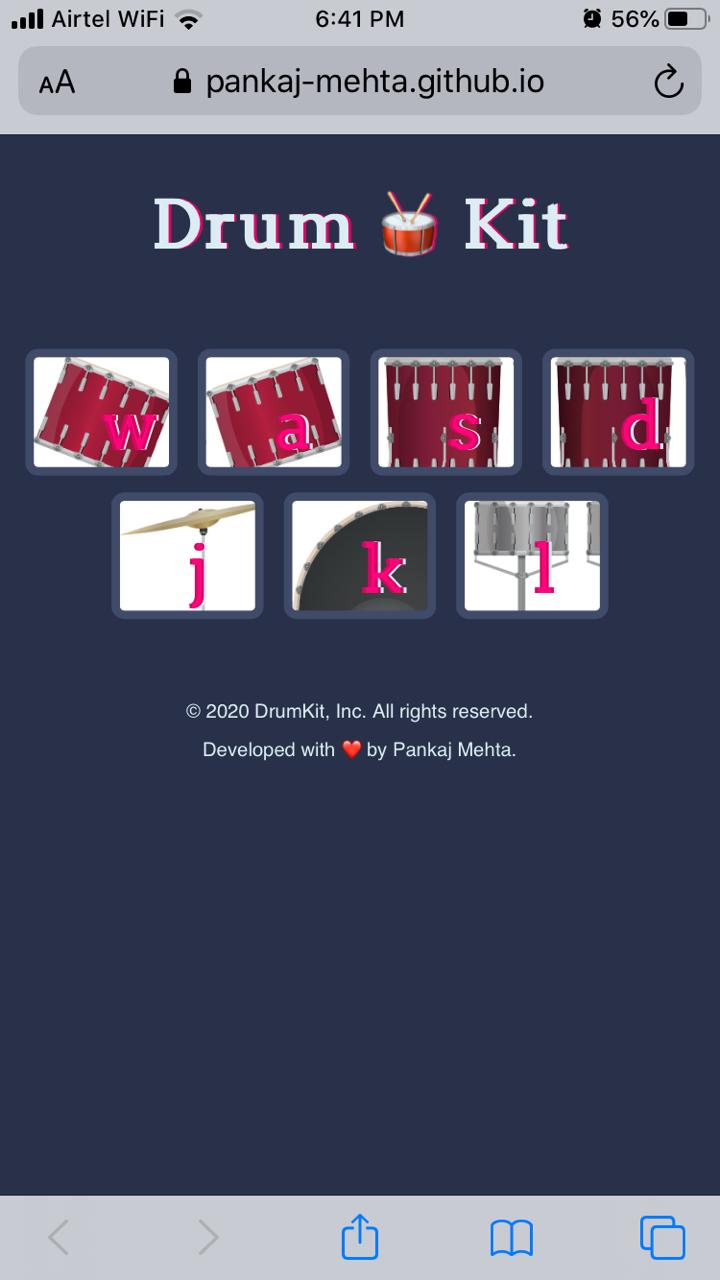 Airtel WiFi 6:41 PM 56%
AA pankaj-mehta.github.io
Drum 🥁 Kit
w a s d
j k l
© 2020 DrumKit, Inc. All rights reserved.
Developed with ❤️ by Pankaj Mehta.